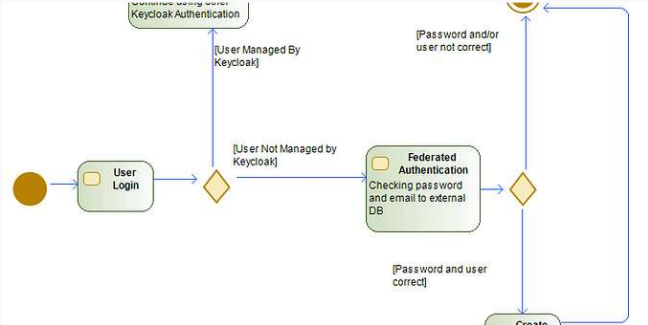 Continue using other
Keycloak Authentication
[User Managed By
Keycloak]
[Password and/or
user not correct]
[User Not Managed by
Keycloak]
User
Login
Federated
Authentication
Checking password
and email to external
DB
[Password and user
correct]
Create